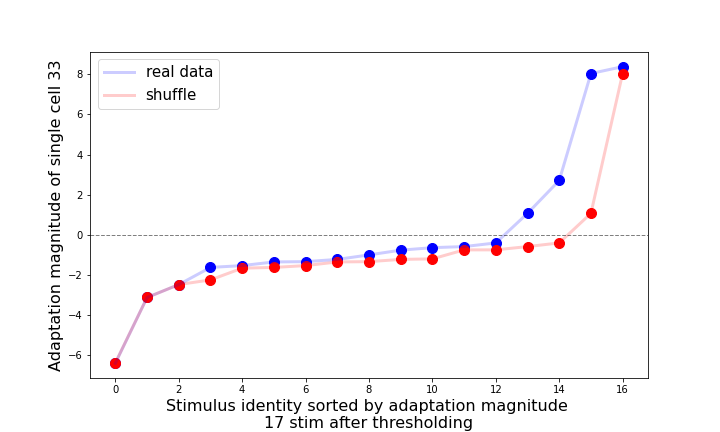 real data
shuffle
Adaptation magnitude of single cell 33
8
6
4
2
0
−2
−4
−6
0 2 4 6 8 10 12 14 16
Stimulus identity sorted by adaptation magnitude
17 stim after thresholding